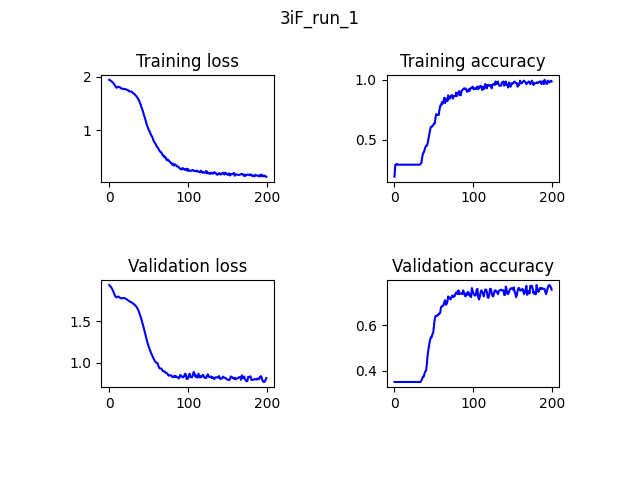 3iF_run_1
Training loss
Training accuracy
2
1
0 100 200
1.0
0.5
0 100 200
Validation loss
Validation accuracy
1.5
1.0
0 100 200
0.6
0.4
0 100 200